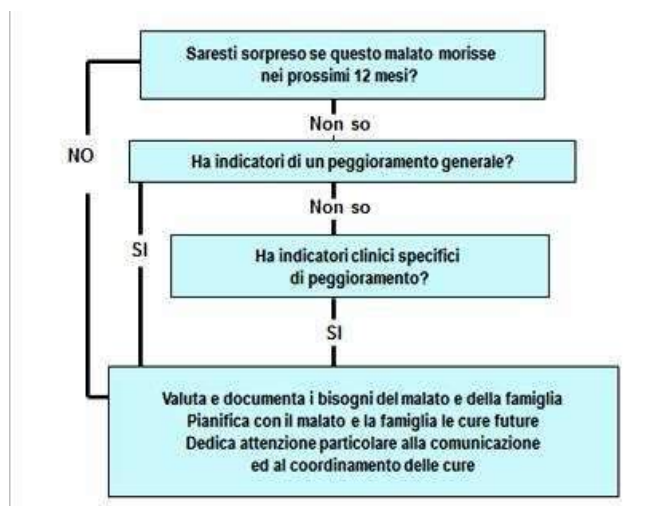 Saresti sorpreso se questo malato morisse
nei prossimi 12 mesi?
Non so
NO
Ha indicatori di un peggioramento generale?
Non so
SI
Ha indicatori clinici specifici
di peggioramento?
SI
Valuta e documenta i bisogni del malato e della famiglia
Pianifica con il malato e la famiglia le cure future
Dedica attenzione particolare alla comunicazione
ed al coordinamento delle cure